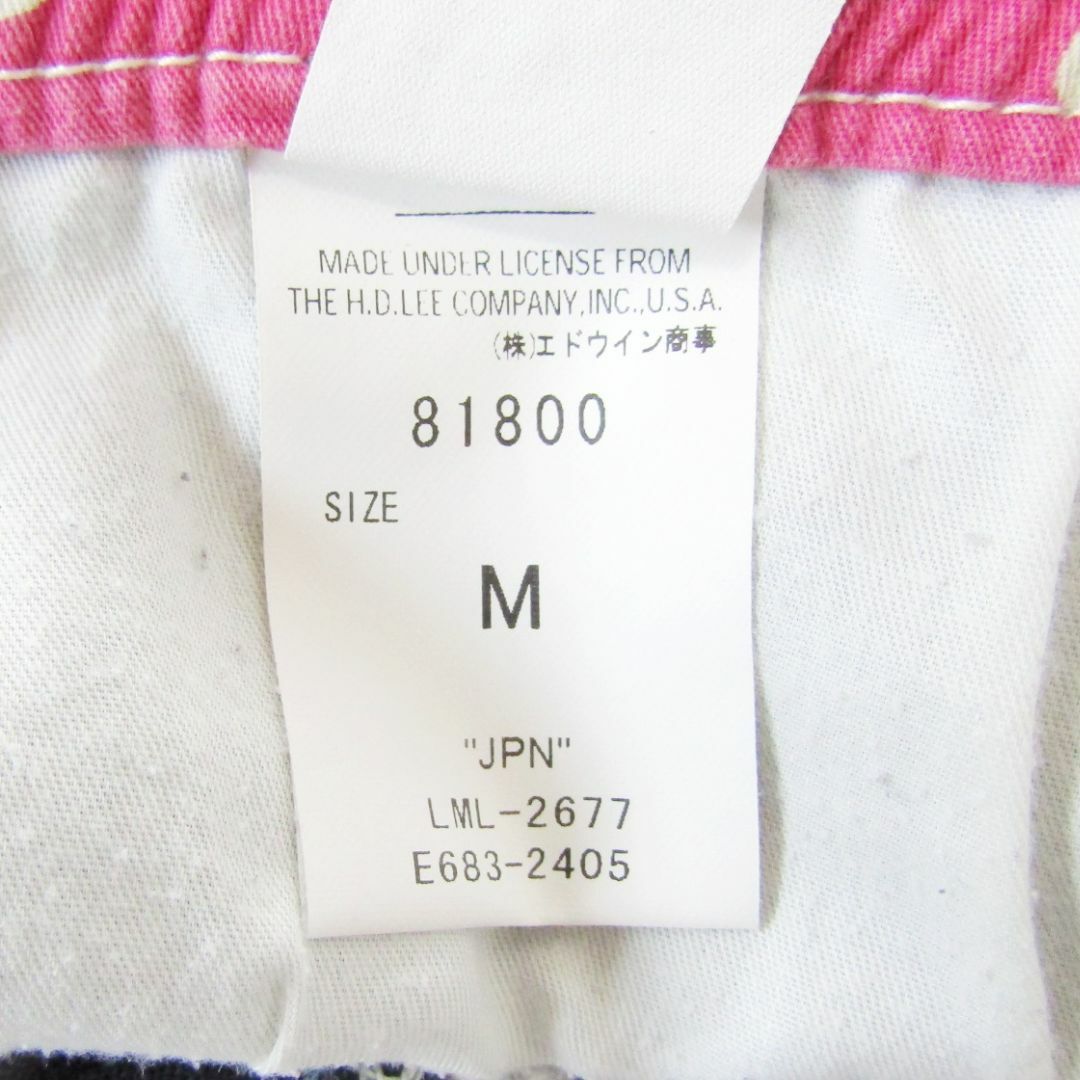 MADE UNDER LICENSE FROM
THE H.D.LEE COMPANY,INC.,U.S.A.
(株)エドウイン商事
81800
SIZE
M
"JPN"
LML-2677
E683-2405